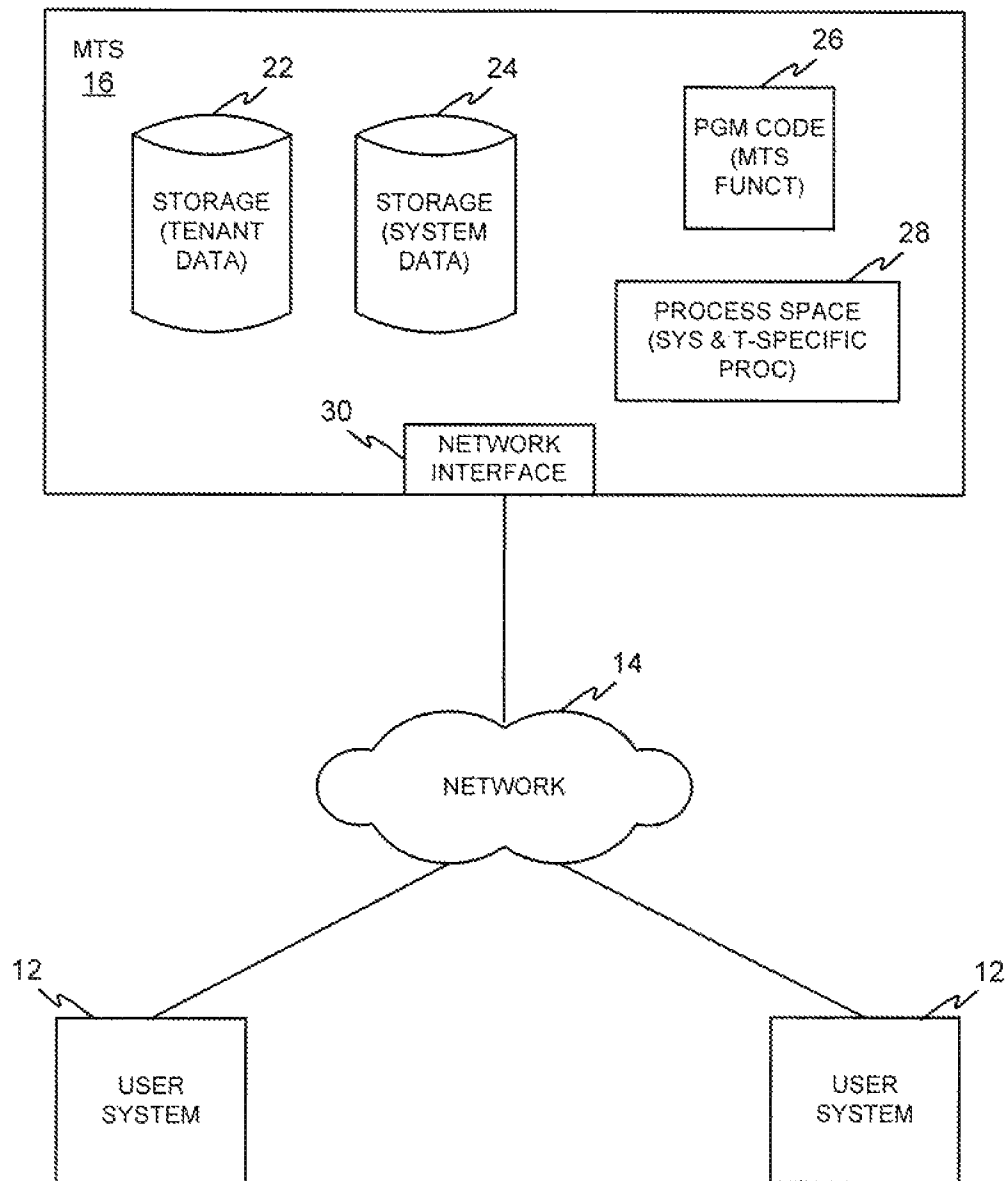 MTS
16
22
24
26
STORAGE
(TENANT
DATA)
STORAGE
(SYSTEM
DATA)
PGM CODE
(MTS
FUNCT)
28
PROCESS SPACE
(SYS & T-SPECIFIC
PROC)
30
NETWORK
INTERFACE
14
NETWORK
12
12
USER
SYSTEM
USER
SYSTEM